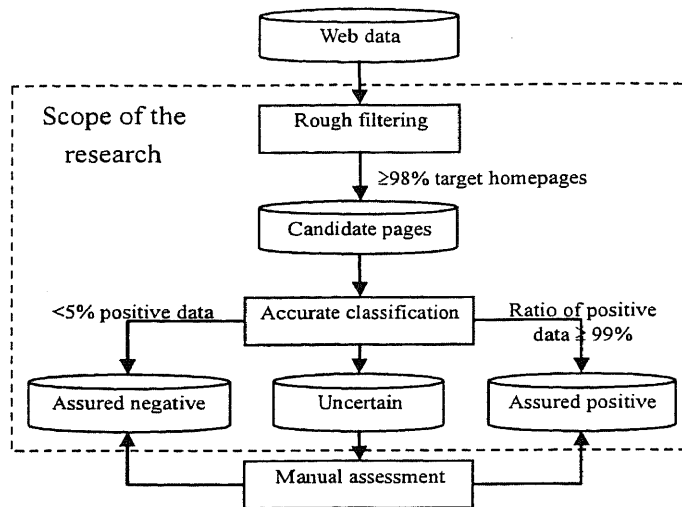 Web data
Scope of the
research
Rough filtering
≥98% target homepages
Candidate pages
<5% positive data
Accurate classification
Ratio of positive
data ≥ 99%
Assured negative
Uncertain
Assured positive
Manual assessment